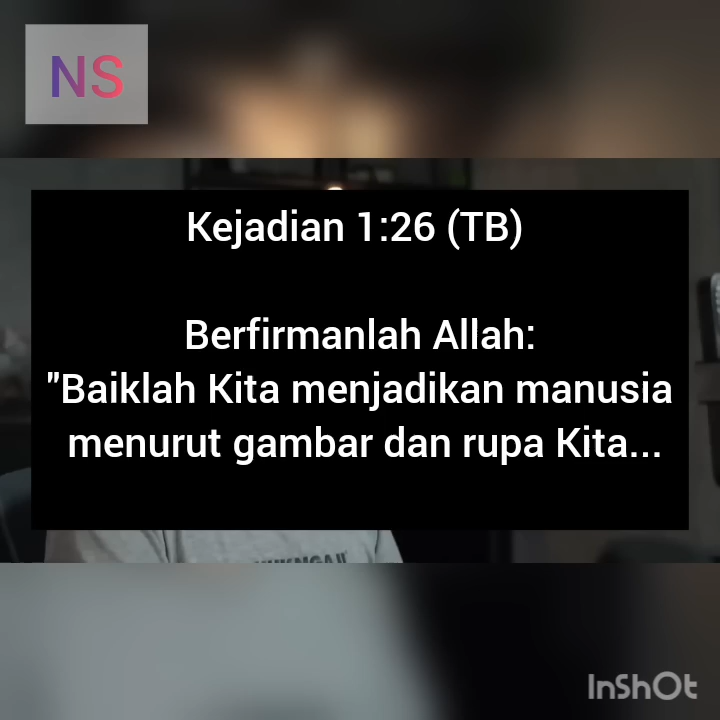 NS
Kejadian 1:26 (TB)
Berfirmanlah Allah:
"Baiklah Kita menjadikan manusia
menurut gambar dan rupa Kita...
InShOt